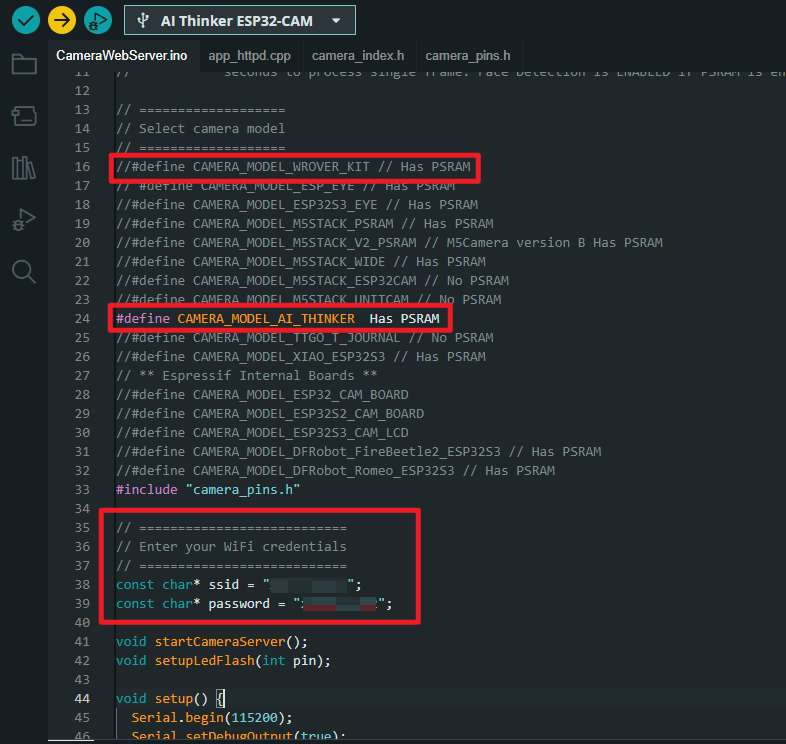 AI Thinker ESP32-CAM
CameraWebServer.ino app_httpd.cpp camera_index.h camera_pins.h
11 // seconds to process single frame. Face Detection is ENABLED if PSRAM is en
12
13 // ===================
14 // Select camera model
15 // ===================
16 //#define CAMERA_MODEL_WROVER_KIT // Has PSRAM
17 // #define CAMERA_MODEL_ESP_EYE // Has PSRAM
18 //#define CAMERA_MODEL_ESP32S3_EYE // Has PSRAM
19 //#define CAMERA_MODEL_M5STACK_PSRAM // Has PSRAM
20 //#define CAMERA_MODEL_M5STACK_V2_PSRAM // M5Camera version B Has PSRAM
21 //#define CAMERA_MODEL_M5STACK_WIDE // Has PSRAM
22 //#define CAMERA_MODEL_M5STACK_ESP32CAM // No PSRAM
23 //#define CAMERA_MODEL_M5STACK_UNITCAM // No PSRAM
24 #define CAMERA_MODEL_AI_THINKER Has PSRAM
25 //#define CAMERA_MODEL_TTGO_T_JOURNAL // No PSRAM
26 //#define CAMERA_MODEL_XIAO_ESP32S3 // Has PSRAM
27 // ** Espressif Internal Boards **
28 //#define CAMERA_MODEL_ESP32_CAM_BOARD
29 //#define CAMERA_MODEL_ESP32S2_CAM_BOARD
30 //#define CAMERA_MODEL_ESP32S3_CAM_LCD
31 //#define CAMERA_MODEL_DFRobot_FireBeetle2_ESP32S3 // Has PSRAM
32 //#define CAMERA_MODEL_DFRobot_Romeo_ESP32S3 // Has PSRAM
33 #include "camera_pins.h"
34
35 // ===========================
36 // Enter your WiFi credentials
37 // ===========================
38 const char* ssid = "";
39 const char* password = "";
40
41 void startCameraServer();
42 void setupLedFlash(int pin);
43
44 void setup() {
45 Serial.begin(115200);
46 Serial.setDebugOutput(true);